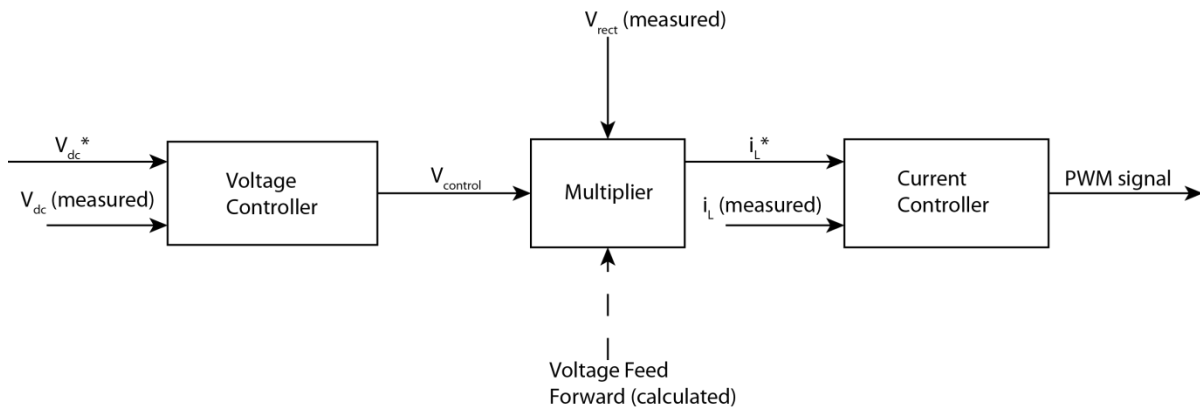 V_rect (measured)
V_dc*
V_dc (measured)
Voltage
Controller
V_control
Multiplier
i_L*
i_L (measured)
Current
Controller
PWM signal
Voltage Feed
Forward (calculated)